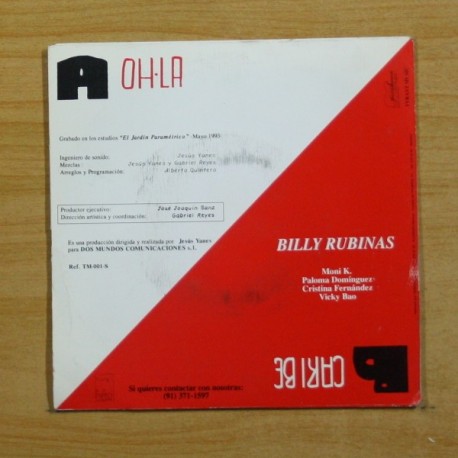 A OH·LA
Grabado en los estudios "El Jardín Paramétrico" -Mayo 1993
Ingeniero de sonido: Jesús Yanes
Mezclas: Jesús Yanes y Gabriel Reyes
Arreglos y Programación: Alberto Quintero
Productor ejecutivo: José Joaquín Sanz
Dirección artística y coordinación: Gabriel Reyes
Es una producción dirigida y realizada por Jesús Yanes
para DOS MUNDOS COMUNICACIONES s.l.
Ref. TM-001-S
BILLY RUBINAS
Moni K.
Paloma Domínguez
Cristina Fernández
Vicky Bao
B CARIBE
Si quieres contactar con nosotras:
(91) 371-1597